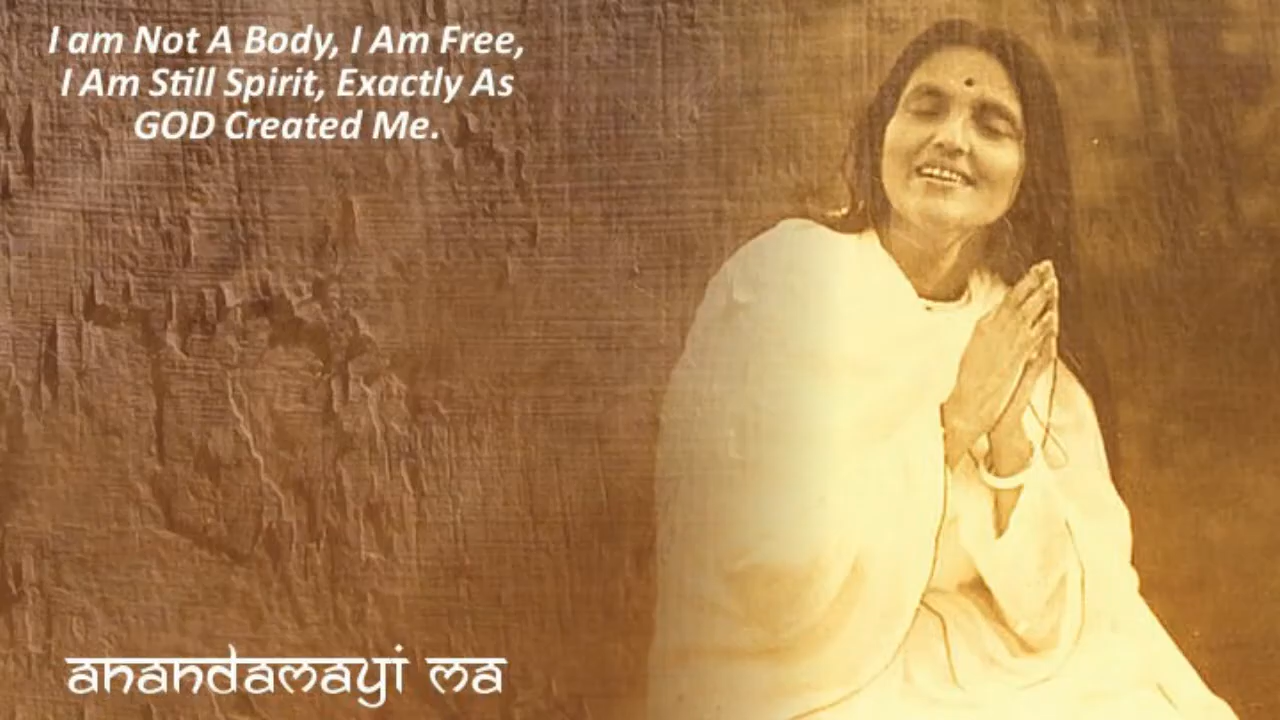 I am Not A Body, I Am Free,
I Am Still Spirit, Exactly As
GOD Created Me.
anandamayi ma